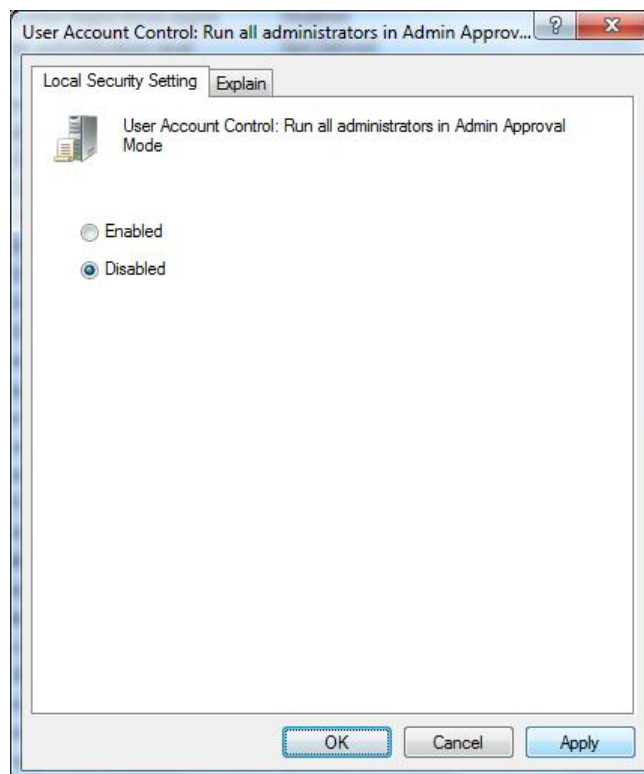 User Account Control: Run all administrators in Admin Approv...
Local Security Setting
Explain
User Account Control: Run all administrators in Admin Approval
Mode
Enabled
Disabled
OK
Cancel
Apply